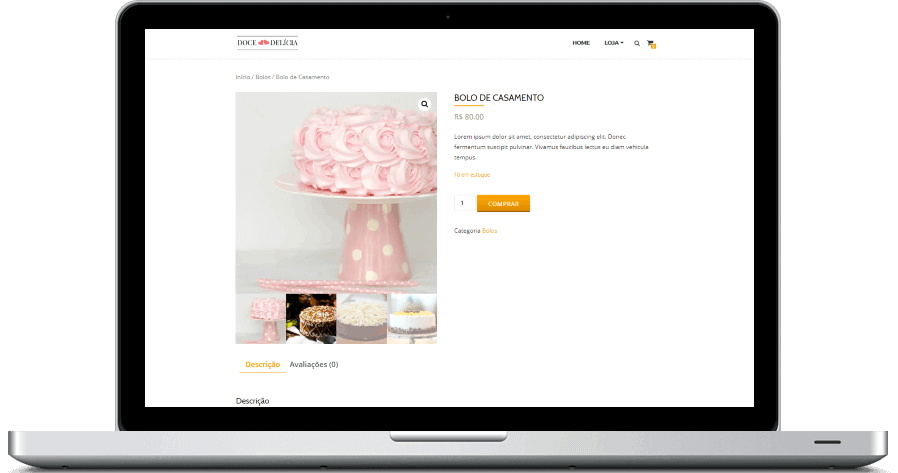 DOCE DELÍCIA
HOME LOJA
0
Início / Bolos / Bolo de Casamento
BOLO DE CASAMENTO
R$ 80.00
Lorem ipsum dolor sit amet, consectetur adipiscing elit. Donec
fermentum suscipit pulvinar. Vivamus faucibus lectus eu diam vehicula
tempus.
10 em estoque
1 COMPRAR
Categoria Bolos
Descrição Avaliações (0)
Descrição